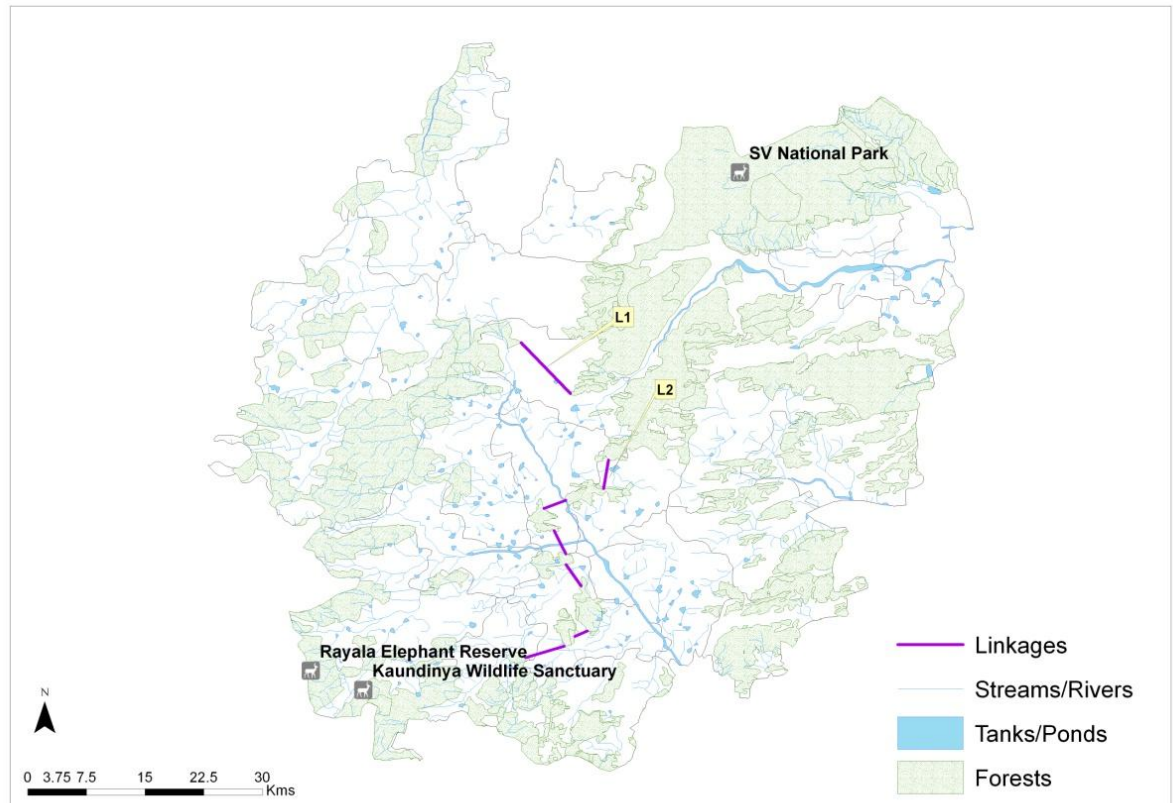 SV National Park
L1
L2
Rayala Elephant Reserve
Kaundinya Wildlife Sanctuary
Linkages
Streams/Rivers
Tanks/Ponds
Forests
N
0 3.75 7.5 15 22.5 30
Kms